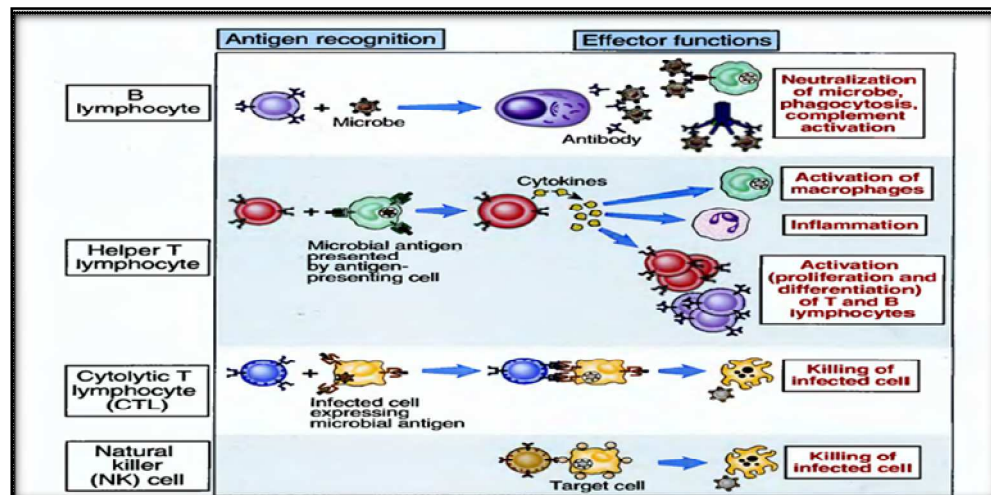 Antigen recognition
Effector functions
B
lymphocyte
+
Microbe
Antibody
Neutralization
of microbe,
phagocytosis,
complement
activation
Helper T
lymphocyte
+
Microbial antigen
presented
by antigen-
presenting cell
Cytokines
Activation of
macrophages
Inflammation
Activation
(proliferation and
differentiation)
of T and B
lymphocytes
Cytolytic T
lymphocyte
(CTL)
+
Infected cell
expressing
microbial antigen
Killing of
infected cell
Natural
killer
(NK) cell
Target cell
Killing of
infected cell